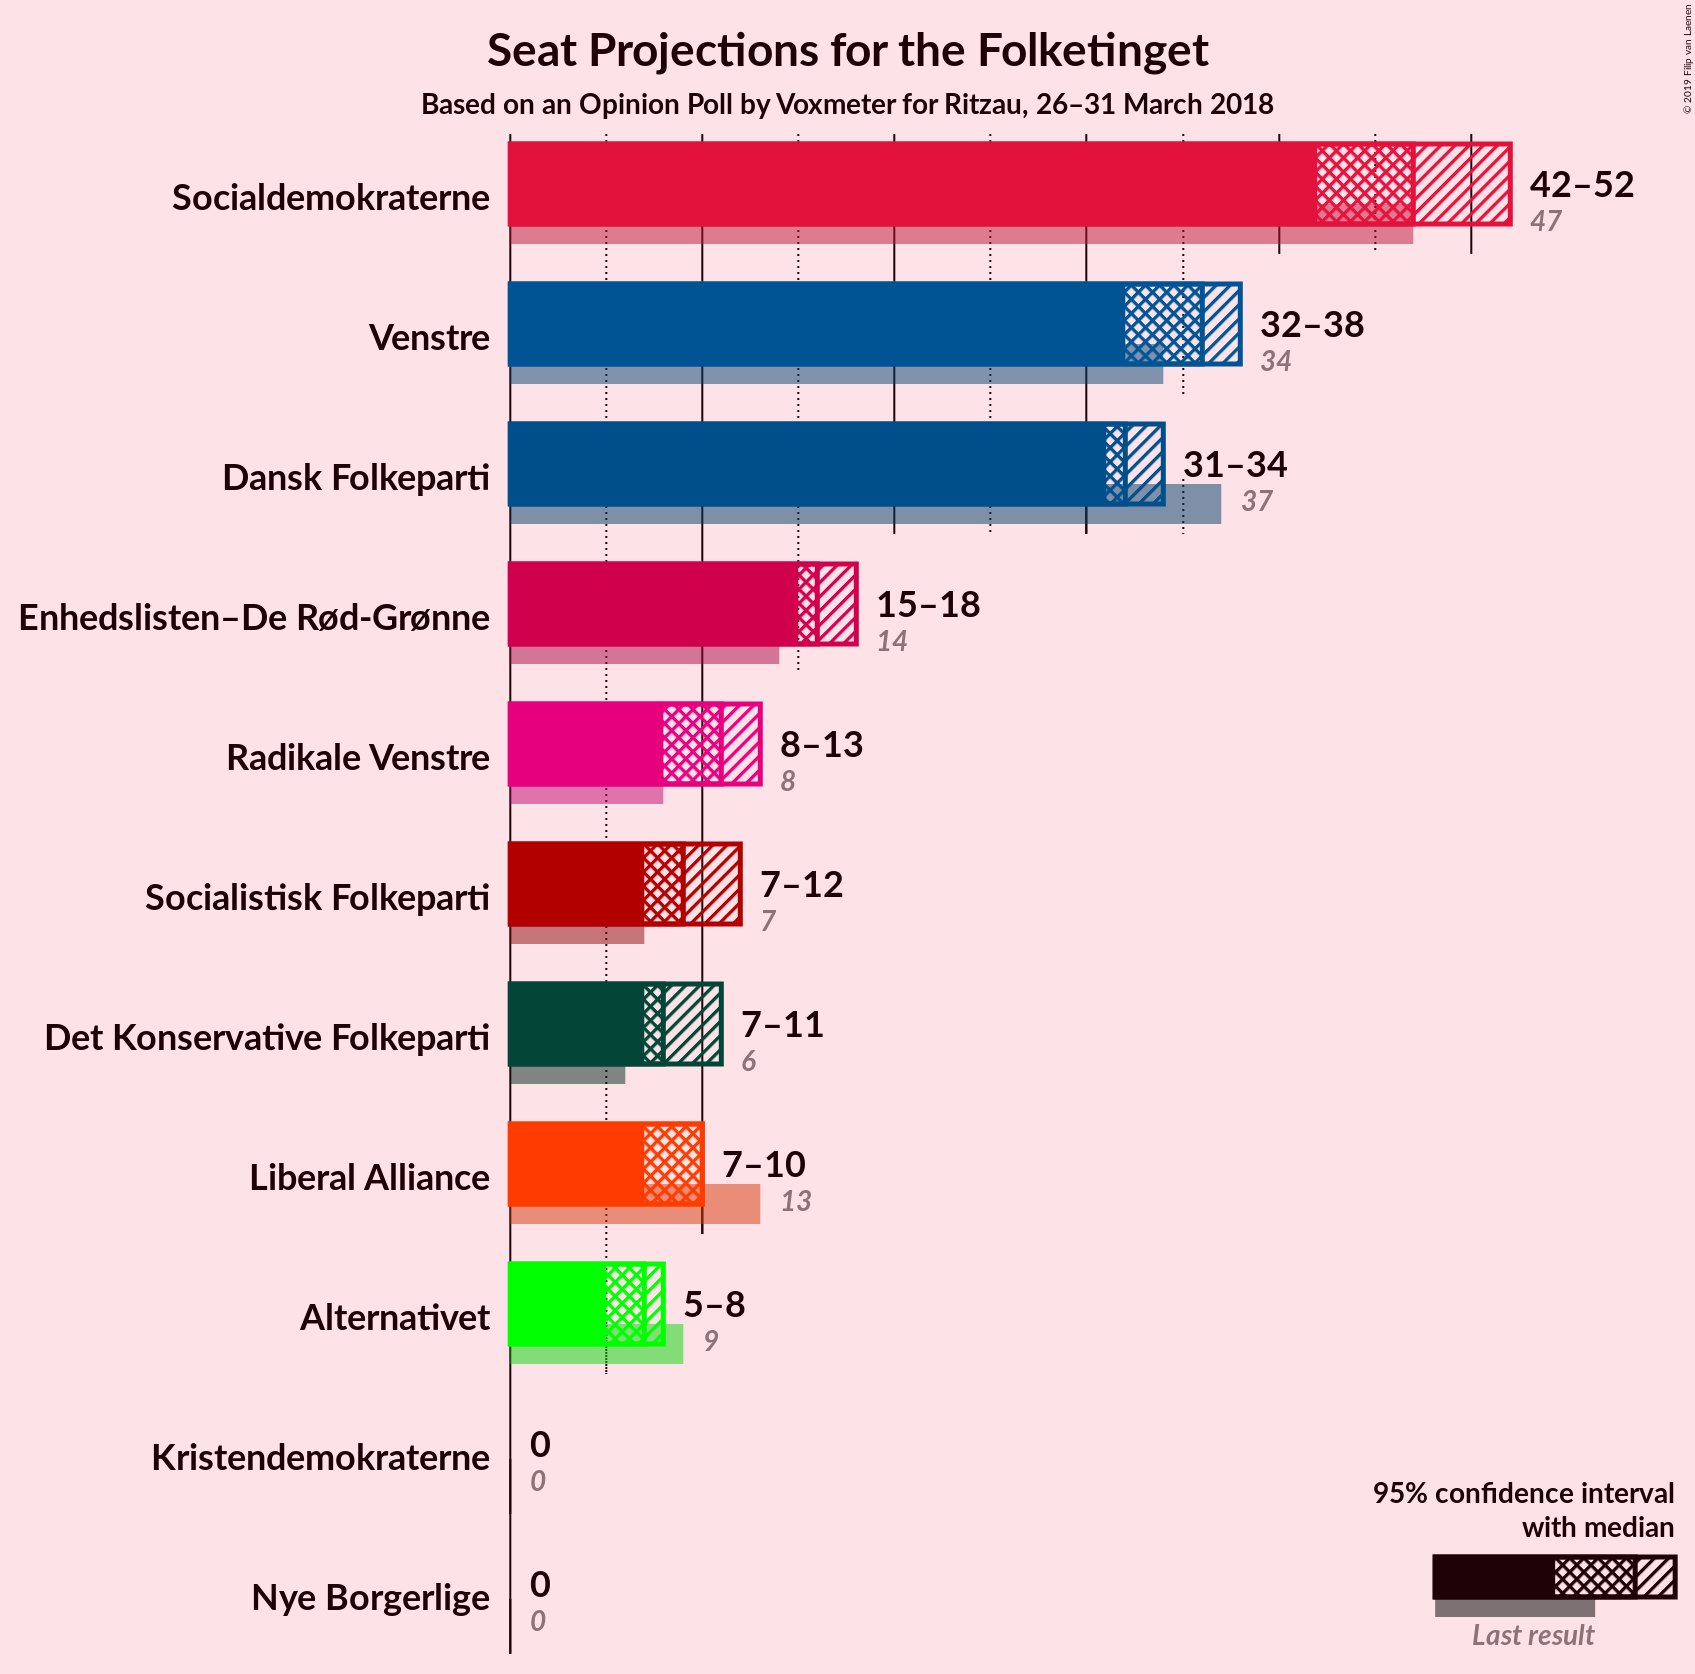 © 2019 Filip van Laenen
Seat Projections for the Folketinget
Based on an Opinion Poll by Voxmeter for Ritzau, 26–31 March 2018
Socialdemokraterne
42–52
47
Venstre
32–38
34
Dansk Folkeparti
31–34
37
Enhedslisten–De Rød-Grønne
15–18
14
Radikale Venstre
8–13
8
Socialistisk Folkeparti
7–12
7
Det Konservative Folkeparti
7–11
6
Liberal Alliance
7–10
13
Alternativet
5–8
9
Kristendemokraterne
0
0
Nye Borgerlige
0
0
95% confidence interval
with median
Last result